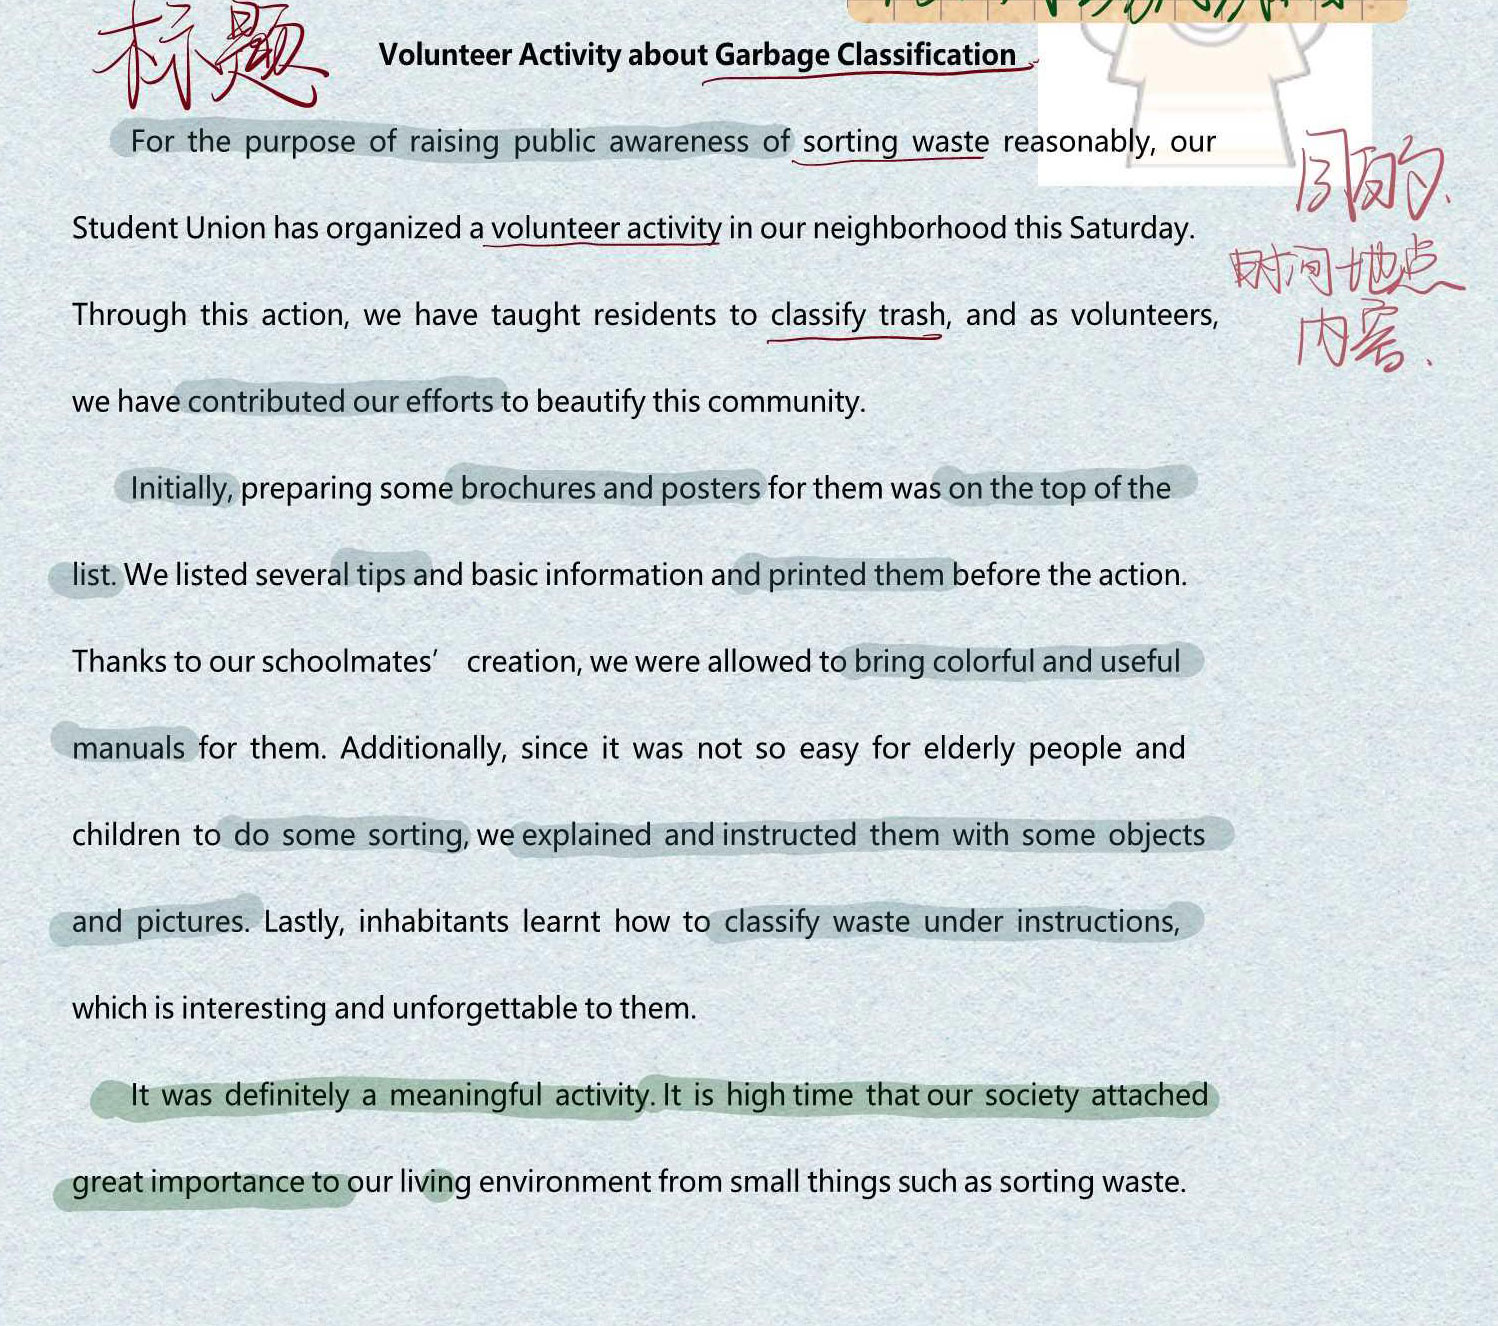 标题
Volunteer Activity about Garbage Classification
For the purpose of raising public awareness of sorting waste reasonably, our
目的、
Student Union has organized a volunteer activity in our neighborhood this Saturday.
时间地点
Through this action, we have taught residents to classify trash, and as volunteers,
内容、
we have contributed our efforts to beautify this community.
Initially, preparing some brochures and posters for them was on the top of the
list. We listed several tips and basic information and printed them before the action.
Thanks to our schoolmates’ creation, we were allowed to bring colorful and useful
manuals for them. Additionally, since it was not so easy for elderly people and
children to do some sorting, we explained and instructed them with some objects
and pictures. Lastly, inhabitants learnt how to classify waste under instructions,
which is interesting and unforgettable to them.
It was definitely a meaningful activity. It is high time that our society attached
great importance to our living environment from small things such as sorting waste.